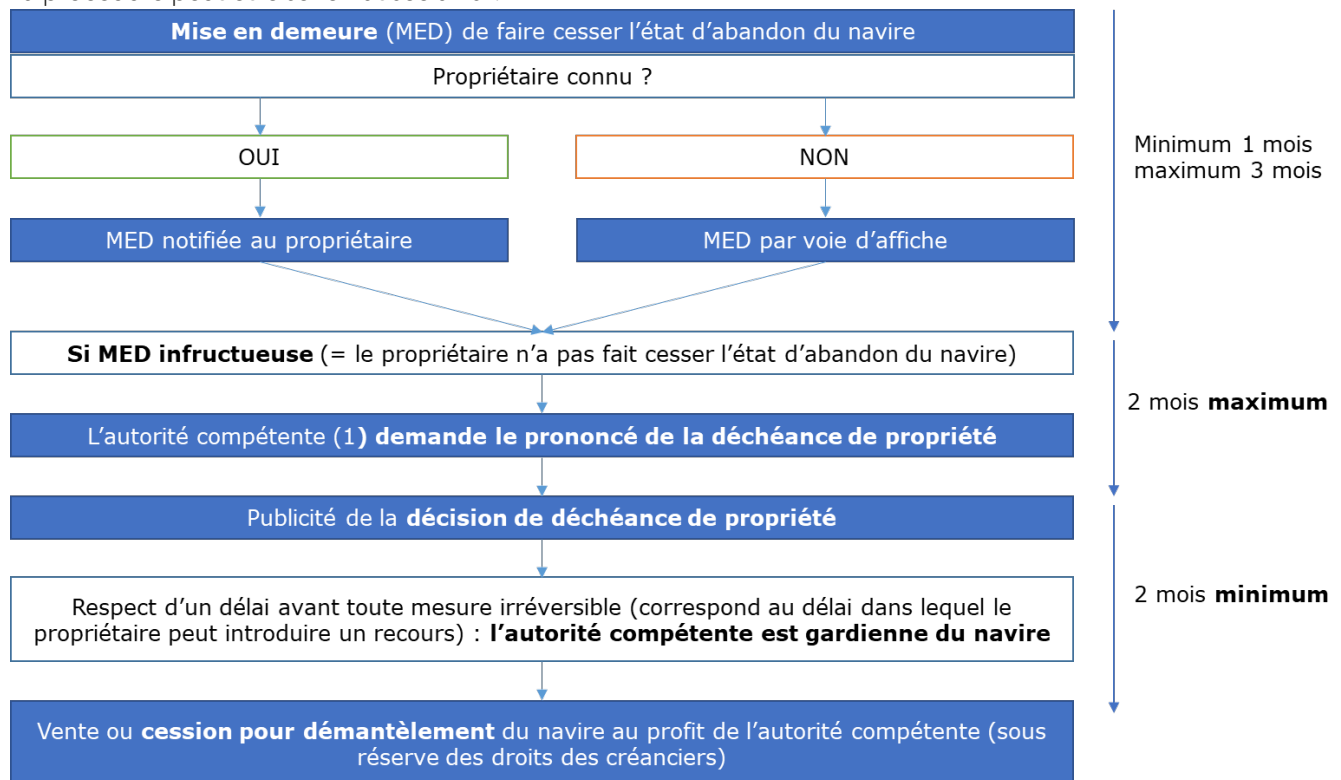 Mise en demeure (MED) de faire cesser l’état d’abandon du navire
Propriétaire connu ?
OUI
NON
Minimum 1 mois
maximum 3 mois
MED notifiée au propriétaire
MED par voie d’affiche
Si MED infructueuse (= le propriétaire n’a pas fait cesser l’état d’abandon du navire)
2 mois maximum
L’autorité compétente (1) demande le prononcé de la déchéance de propriété
Publicité de la décision de déchéance de propriété
Respect d’un délai avant toute mesure irréversible (correspond au délai dans lequel le
propriétaire peut introduire un recours) : l’autorité compétente est gardienne du navire
2 mois minimum
Vente ou cession pour démantèlement du navire au profit de l’autorité compétente (sous
réserve des droits des créanciers)